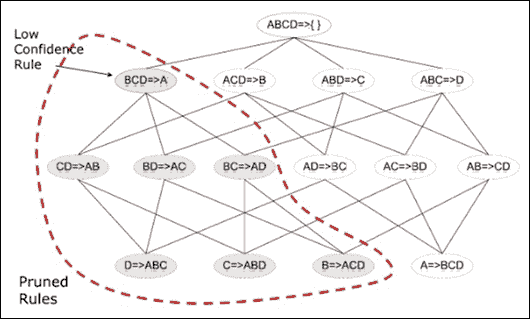 ABCD=>{ }
Low
Confidence
Rule
BCD=>A
ACD=>B
ABD=>C
ABC=>D
CD=>AB
BD=>AC
BC=>AD
AD=>BC
AC=>BD
AB=>CD
D=>ABC
C=>ABD
B=>ACD
A=>BCD
Pruned
Rules